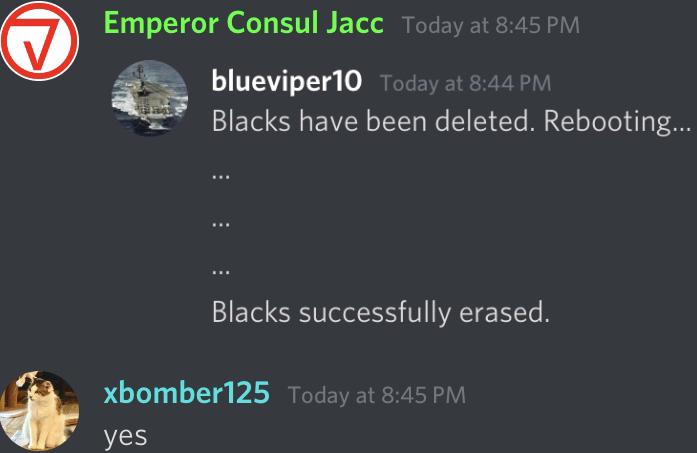 Emperor Consul Jacc Today at 8:45 PM
blueviper10 Today at 8:44 PM
Blacks have been deleted. Rebooting...
...
...
...
Blacks successfully erased.
xbomber125 Today at 8:45 PM
yes